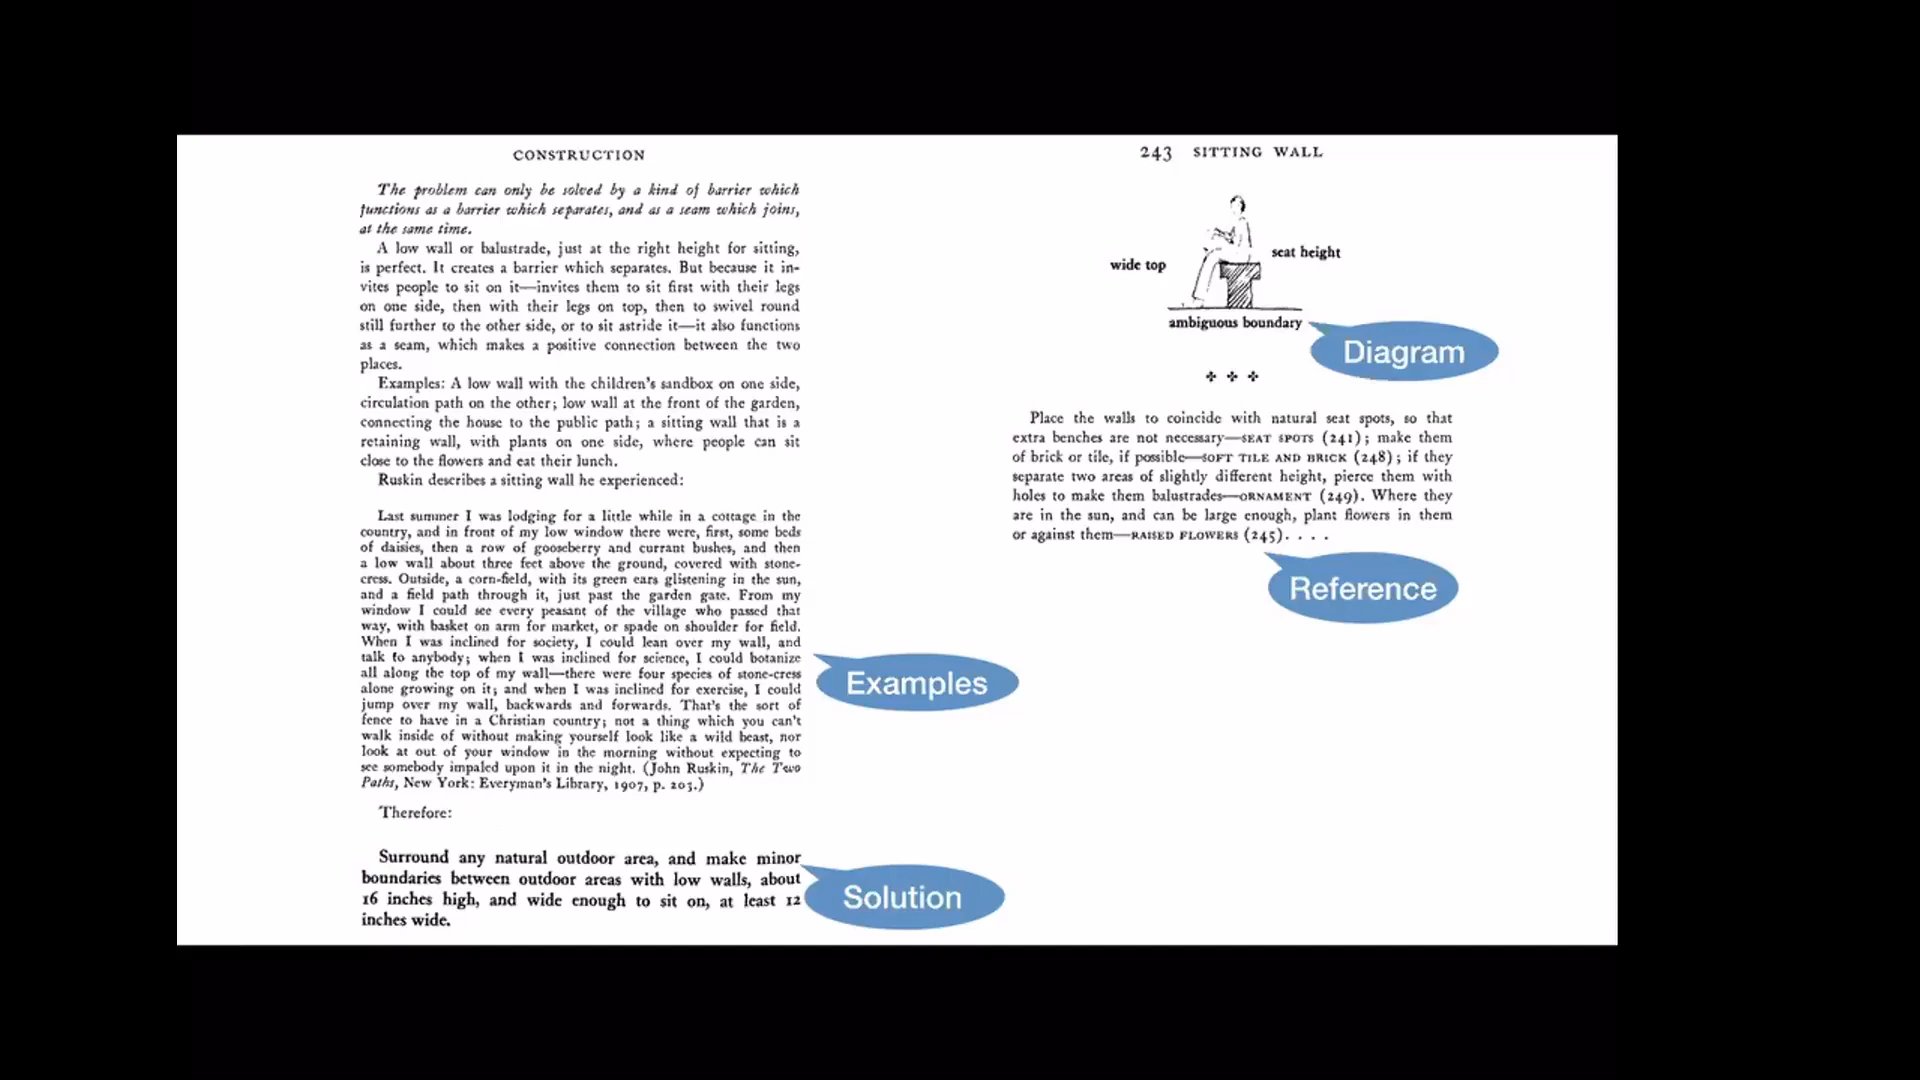 CONSTRUCTION
The problem can only be solved by a kind of barrier which
functions as a barrier which separates, and as a seam which joins,
at the same time.
A low wall or balustrade, just at the right height for sitting,
is perfect. It creates a barrier which separates. But because it in-
vites people to sit on it—invites them to sit first with their legs
on one side, then with their legs on top, then to swivel round
still further to the other side, or to sit astride it—it also functions
as a seam, which makes a positive connection between the two
places.
Examples: A low wall with the children's sandbox on one side,
circulation path on the other; low wall at the front of the garden,
connecting the house to the public path; a sitting wall that is a
retaining wall, with plants on one side, where people can sit
close to the flowers and eat their lunch.
Ruskin describes a sitting wall he experienced:
Last summer I was lodging for a little while in a cottage in the
country, and in front of my low window there were, first, some beds
of daisies, then a row of gooseberry and currant bushes, and then
a low wall about three feet above the ground, covered with stone-
cress. Outside, a corn-field, with its green ears glistening in the sun,
and a field path through it, just past the garden gate. From my
window I could see every peasant of the village who passed that
way, with basket on arm for market, or spade on shoulder for field.
When I was inclined for society, I could lean over my wall, and
talk to anybody; when I was inclined for science, I could botanize
all along the top of my wall—there were four species of stone-cress
alone growing on it; and when I was inclined for exercise, I could
jump over my wall, backwards and forwards. That's the sort of
fence to have in a Christian country; not a thing which you can't
walk inside of without making yourself look like a wild beast, nor
look at out of your window in the morning without expecting to
see somebody impaled upon it in the night. (John Ruskin, The Two
Paths, New York: Everyman's Library, 1907, p. 203.)
Examples
Therefore:
Surround any natural outdoor area, and make minor
boundaries between outdoor areas with low walls, about
16 inches high, and wide enough to sit on, at least 12
inches wide.
Solution
243 SITTING WALL
seat height
wide top
ambiguous boundary
Diagram
Place the walls to coincide with natural seat spots, so that
extra benches are not necessary—SEAT SPOTS (241); make them
of brick or tile, if possible—SOFT TILE AND BRICK (248); if they
separate two areas of slightly different height, pierce them with
holes to make them balustrades—ORNAMENT (249). Where they
are in the sun, and can be large enough, plant flowers in them
or against them—RAISED FLOWERS (245). . . .
Reference